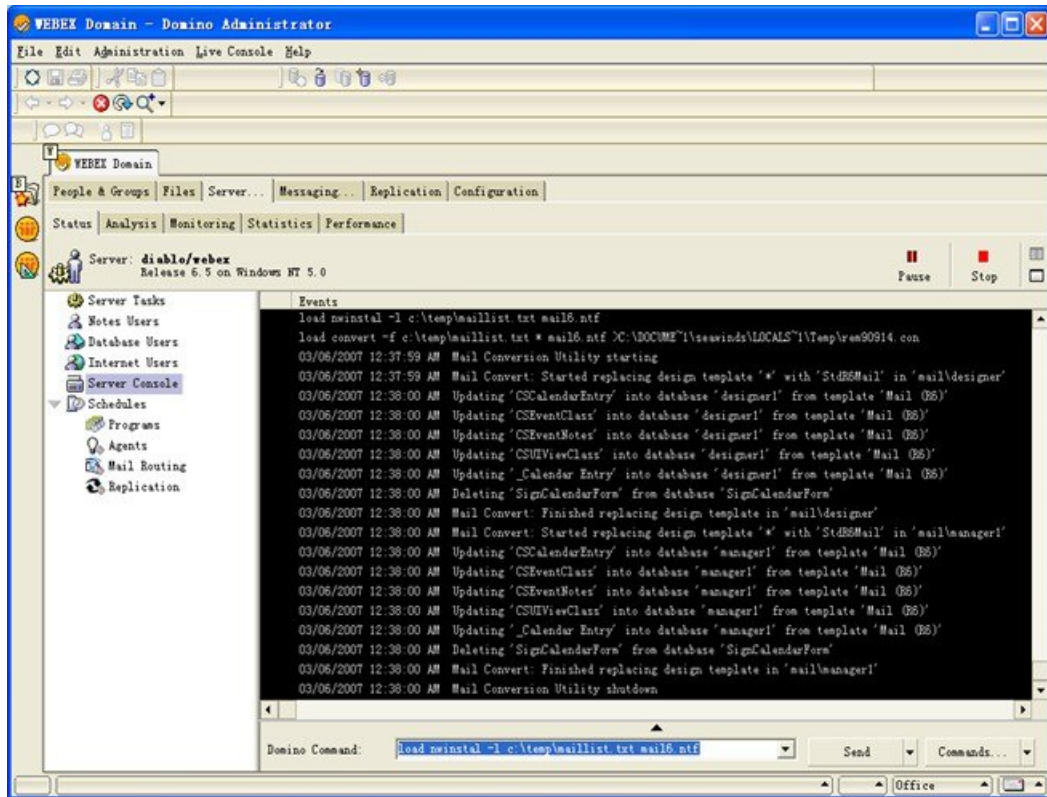 WEBEX Domain - Domino Administrator
File Edit Administration Live Console Help
WEBEX Domain
People & Groups Files Server... Messaging... Replication Configuration
Status Analysis Monitoring Statistics Performance
Server: diablo/webex
Release 6.5 on Windows NT 5.0
Pause Stop
Server Tasks
Notes Users
Database Users
Internet Users
Server Console
Schedules
Programs
Agents
Mail Routing
Replication
Events
load nwinstal -l c:\temp\maillist.txt mail6.ntf
load convert -f c:\temp\maillist.txt * mail6.ntf >C:\DOCUME~1\seawinds\LOCALS~1\Temp\rem90914.con
03/06/2007 12:37:59 AM Mail Conversion Utility starting
03/06/2007 12:37:59 AM Mail Convert: Started replacing design template '*' with 'StdR6Mail' in 'mail\designer'
03/06/2007 12:38:00 AM Updating 'CSCalendarEntry' into database 'designer1' from template 'Mail (R6)'
03/06/2007 12:38:00 AM Updating 'CSEventClass' into database 'designer1' from template 'Mail (R6)'
03/06/2007 12:38:00 AM Updating 'CSEventNotes' into database 'designer1' from template 'Mail (R6)'
03/06/2007 12:38:00 AM Updating 'CSUIViewClass' into database 'designer1' from template 'Mail (R6)'
03/06/2007 12:38:00 AM Updating '_Calendar Entry' into database 'designer1' from template 'Mail (R6)'
03/06/2007 12:38:00 AM Deleting 'SignCalendarForm' from database 'SignCalendarForm'
03/06/2007 12:38:00 AM Mail Convert: Finished replacing design template in 'mail\designer'
03/06/2007 12:38:00 AM Mail Convert: Started replacing design template '*' with 'StdR6Mail' in 'mail\manager1'
03/06/2007 12:38:00 AM Updating 'CSCalendarEntry' into database 'manager1' from template 'Mail (R6)'
03/06/2007 12:38:00 AM Updating 'CSEventClass' into database 'manager1' from template 'Mail (R6)'
03/06/2007 12:38:00 AM Updating 'CSEventNotes' into database 'manager1' from template 'Mail (R6)'
03/06/2007 12:38:00 AM Updating 'CSUIViewClass' into database 'manager1' from template 'Mail (R6)'
03/06/2007 12:38:00 AM Updating '_Calendar Entry' into database 'manager1' from template 'Mail (R6)'
03/06/2007 12:38:00 AM Deleting 'SignCalendarForm' from database 'SignCalendarForm'
03/06/2007 12:38:00 AM Mail Convert: Finished replacing design template in 'mail\manager1'
03/06/2007 12:38:00 AM Mail Conversion Utility shutdown
Domino Command: load nwinstal -l c:\temp\maillist.txt mail6.ntf Send Commands...
Office